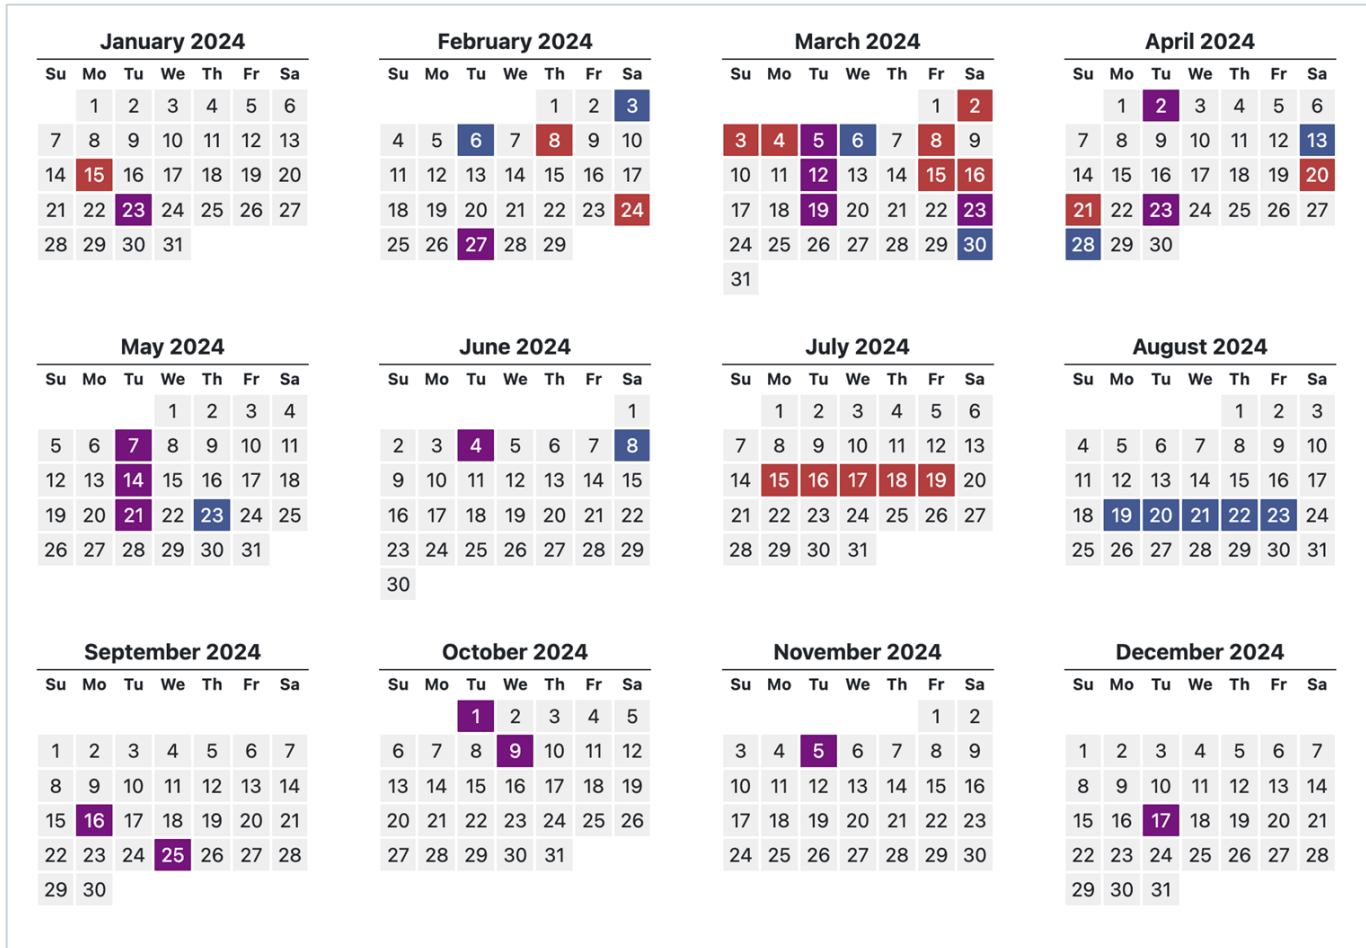 January 2024 February 2024 March 2024 April 2024
Su Mo Tu We Th Fr Sa Su Mo Tu We Th Fr Sa Su Mo Tu We Th Fr Sa Su Mo Tu We Th Fr Sa
1 2 3 4 5 6 1 2 3 1 2 1 2 3 4 5 6
7 8 9 10 11 12 13 4 5 6 7 8 9 10 3 4 5 6 7 8 9 7 8 9 10 11 12 13
14 15 16 17 18 19 20 11 12 13 14 15 16 17 10 11 12 13 14 15 16 14 15 16 17 18 19 20
21 22 23 24 25 26 27 18 19 20 21 22 23 24 17 18 19 20 21 22 23 21 22 23 24 25 26 27
28 29 30 31 25 26 27 28 29 24 25 26 27 28 29 30 28 29 30
31
May 2024 June 2024 July 2024 August 2024
Su Mo Tu We Th Fr Sa Su Mo Tu We Th Fr Sa Su Mo Tu We Th Fr Sa Su Mo Tu We Th Fr Sa
1 2 3 4 1 1 2 3 4 5 6 1 2 3
5 6 7 8 9 10 11 2 3 4 5 6 7 8 7 8 9 10 11 12 13 4 5 6 7 8 9 10
12 13 14 15 16 17 18 9 10 11 12 13 14 15 14 15 16 17 18 19 20 11 12 13 14 15 16 17
19 20 21 22 23 24 25 16 17 18 19 20 21 22 21 22 23 24 25 26 27 18 19 20 21 22 23 24
26 27 28 29 30 31 23 24 25 26 27 28 29 28 29 30 31 25 26 27 28 29 30 31
30
September 2024 October 2024 November 2024 December 2024
Su Mo Tu We Th Fr Sa Su Mo Tu We Th Fr Sa Su Mo Tu We Th Fr Sa Su Mo Tu We Th Fr Sa
1 2 3 4 5 1 2
1 2 3 4 5 6 7 6 7 8 9 10 11 12 3 4 5 6 7 8 9 1 2 3 4 5 6 7
8 9 10 11 12 13 14 13 14 15 16 17 18 19 10 11 12 13 14 15 16 8 9 10 11 12 13 14
15 16 17 18 19 20 21 20 21 22 23 24 25 26 17 18 19 20 21 22 23 15 16 17 18 19 20 21
22 23 24 25 26 27 28 27 28 29 30 31 24 25 26 27 28 29 30 22 23 24 25 26 27 28
29 30 29 30 31